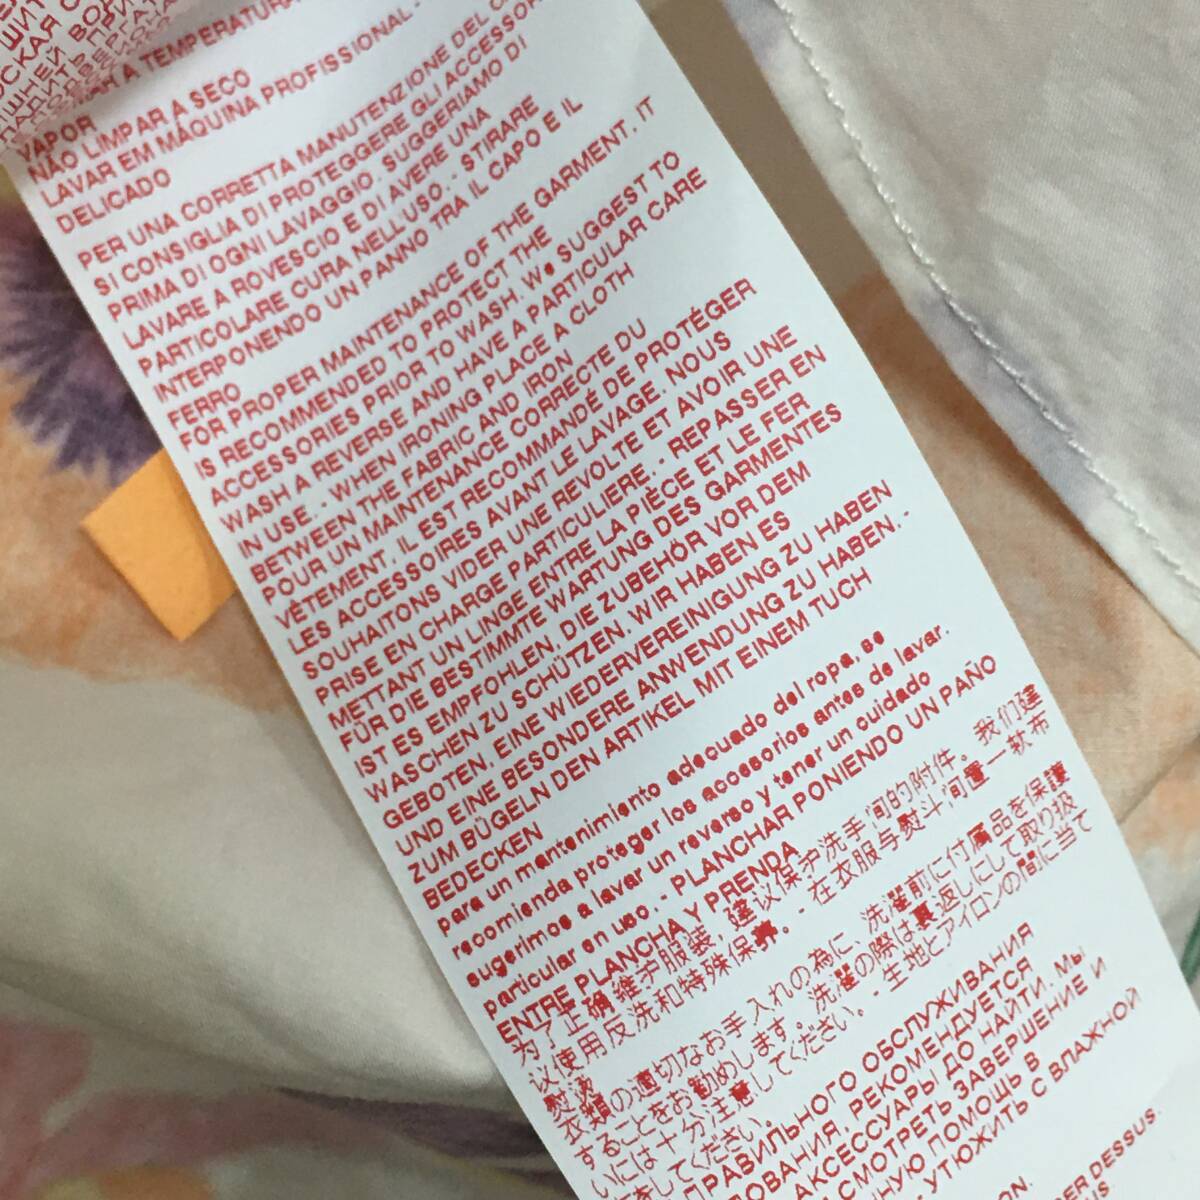 A TEMPERATURA
VAPOR
NÃO LIMPAR A SECO
LAVAR EM MÁQUINA PROFISSIONAL -
DELICADO
PER UNA CORRETTA MANUTENZIONE DEL
SI CONSIGLIA DI PROTEGGERE GLI ACCESSORI
PRIMA DI OGNI LAVAGGIO. SUGGERIAMO DI
LAVARE A ROVESCIO E DI AVERE UNA
PARTICOLARE CURA NELL'USO. - STIRARE
INTERPONENDO UN PANNO TRA IL CAPO E IL
FERRO
FOR PROPER MAINTENANCE OF THE GARMENT, IT
IS RECOMMENDED TO PROTECT THE
ACCESSORIES PRIOR TO WASH. We SUGGEST TO
WASH A REVERSE AND HAVE A PARTICULAR CARE
IN USE. - WHEN IRONING PLACE A CLOTH
BETWEEN THE FABRIC AND IRON
POUR UN MAINTENANCE CORRECTE DU
VÊTEMENT, IL EST RECOMMANDÉ DE PROTÉGER
LES ACCESSOIRES AVANT LE LAVAGE. NOUS
SOUHAITONS VIDER UNE REVOLTE ET AVOIR UNE
PRISE EN CHARGE PARTICULIERE. - REPASSER EN
METTANT UN LINGE ENTRE LA PIÈCE ET LE FER
FÜR DIE BESTIMMTE WARTUNG DES GARMENTES
IST ES EMPFOHLEN, DIE ZUBEHÖR VOR DEM
WASCHEN ZU SCHÜTZEN. WIR HABEN ES
GEBOTEN, EINE WIEDERVEREINIGUNG ZU HABEN
UND EINE BESONDERE ANWENDUNG ZU HABEN. -
ZUM BÜGELN DEN ARTIKEL MIT EINEM TUCH
BEDECKEN
para un mantenimiento adecuado del ropa, se
recomienda proteger los accesorios antes de lavar.
sugerimos a lavar un reverso y tener un cuidado
particular en uso. - PLANCHAR PONIENDO UN PAÑO
ENTRE PLANCHA Y PRENDA
为了正确维护服装, 建议保护洗手间的附件。我们建
议使用反洗和特殊保养。 - 在衣服与熨斗间置一软布
熨烫
衣類の適切なお手入れの為に、洗濯前に付属品を保護
することをお勧めします。洗濯の際は裏返しにして取り扱
いには十分注意してください。 - 生地とアイロンの間に当て
をしてください。
ПРАВИЛЬНОГО ОБСЛУЖИВАНИ
РЕКОМЕНДУЕТСЯ
АКСЕССУАРЫ ДО НАЙТИ. Мы
СМОТРЕТЬ ЗАВЕРШЕНИЕ И
ПОМОЩЬ В
- УТЮЖИТЬ С ВЛАЖНОЙ
DESSUS.